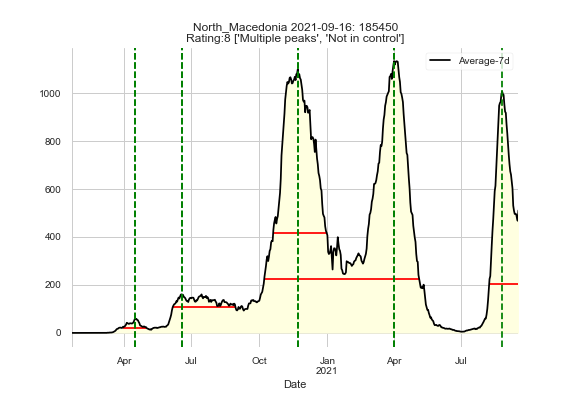 North_Macedonia 2021-09-16: 185450
Rating:8 ['Multiple peaks', 'Not in control']
Average-7d
1000
800
600
400
200
0
Apr Jul Oct Jan Apr Jul
2021
Date